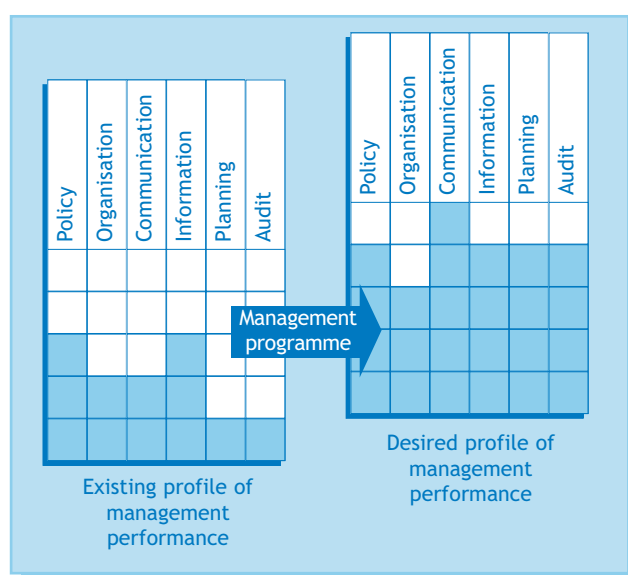 Policy
Organisation
Communication
Information
Planning
Audit
Management
programme
Existing profile of
management
performance
Policy
Organisation
Communication
Information
Planning
Audit
Desired profile of
management
performance